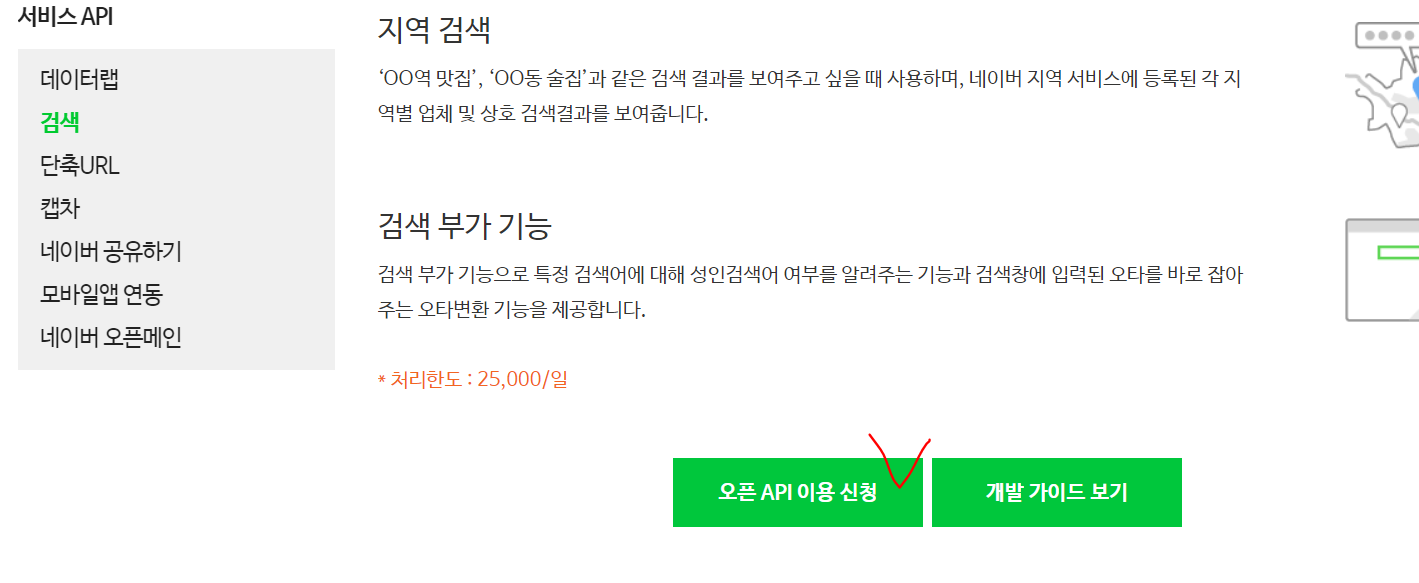 서비스 API
데이터랩
검색
단축URL
캡차
네이버 공유하기
모바일앱 연동
네이버 오픈메인
지역 검색
‘OO역 맛집’, ‘OO동 술집’과 같은 검색 결과를 보여주고 싶을 때 사용하며, 네이버 지역 서비스에 등록된 각 지
역별 업체 및 상호 검색결과를 보여줍니다.
검색 부가 기능
검색 부가 기능으로 특정 검색어에 대해 성인검색어 여부를 알려주는 기능과 검색창에 입력된 오타를 바로 잡아
주는 오타변환 기능을 제공합니다.
* 처리한도 : 25,000/일
오픈 API 이용 신청
개발 가이드 보기